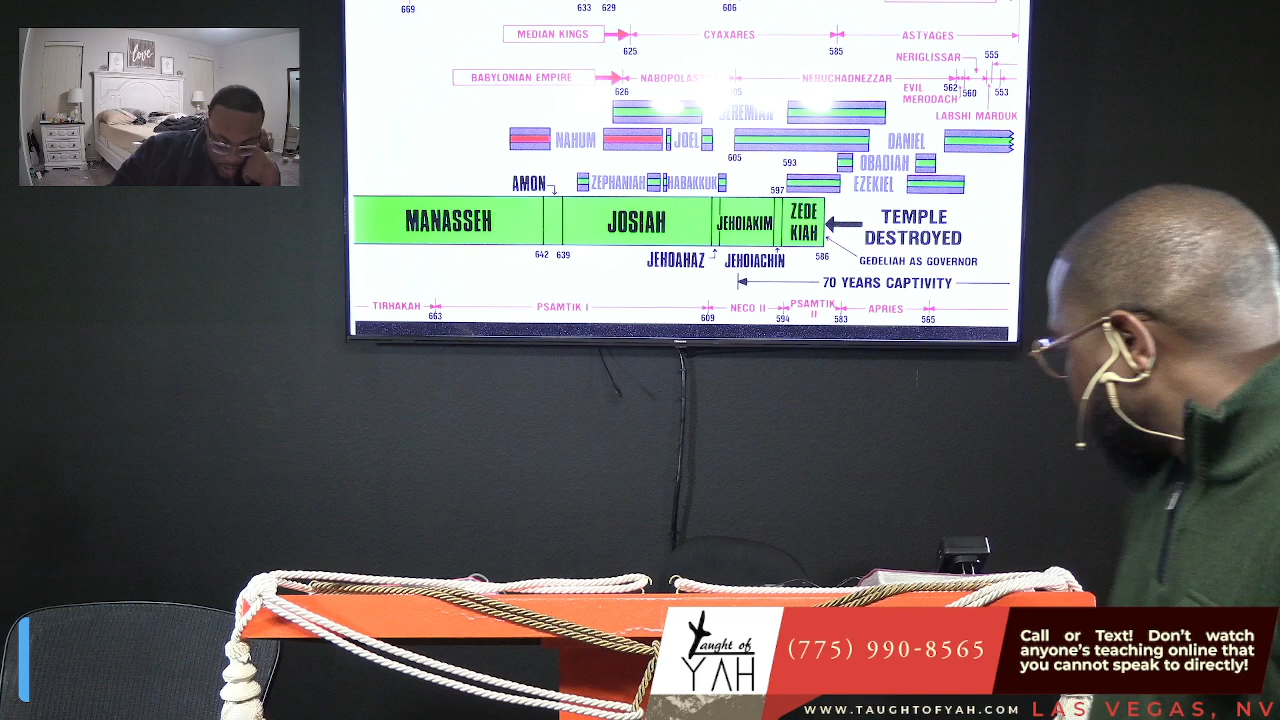 love
669 633 629 606
MEDIAN KINGS CYAXARES ASTYAGES
625 585
NERIGLISSAR 555
BABYLONIAN EMPIRE NEBUCHADNEZZAR
626 562 560 553
EVIL MERODACH
LABSHI MARDUK
JEREMIAH
NAHUM JOEL DANIEL
605 593
OBADIAH
AMON ZEPHANIAH HABAKKUK 597 EZEKIEL
MANASSEH JOSIAH JEHOIAKIM ZEDE KIAH
TEMPLE DESTROYED
642 639 586
JEHOAHAZ JEHOIACHIN GEDELIAH AS GOVERNOR
70 YEARS CAPTIVITY
TIRHAKAH PSAMTIK I NECO II PSAMTIK II APRIES
663 609 594 583 565
Hisense
taught of
YAH
(775) 990-8565
Call or Text! Don't watch
anyone's teaching online that
you cannot speak to directly!
WWW.TAUGHTOFYAH.COM LAS VEGAS, NV